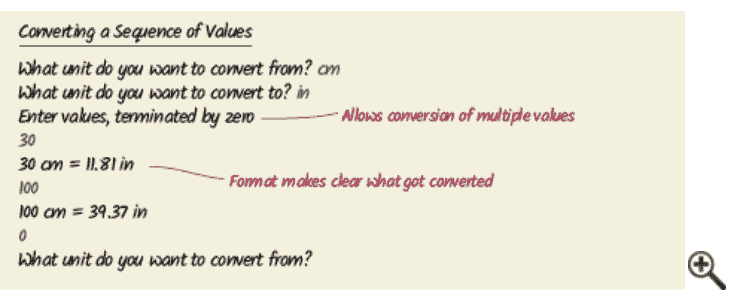 Converting a Sequence of Values
What unit do you want to convert from? cm
What unit do you want to convert to? in
Enter values, terminated by zero
Allows conversion of multiple values
30
30 cm = 11.81 in
Format makes clear what got converted
100
100 cm = 39.37 in
0
What unit do you want to convert from?